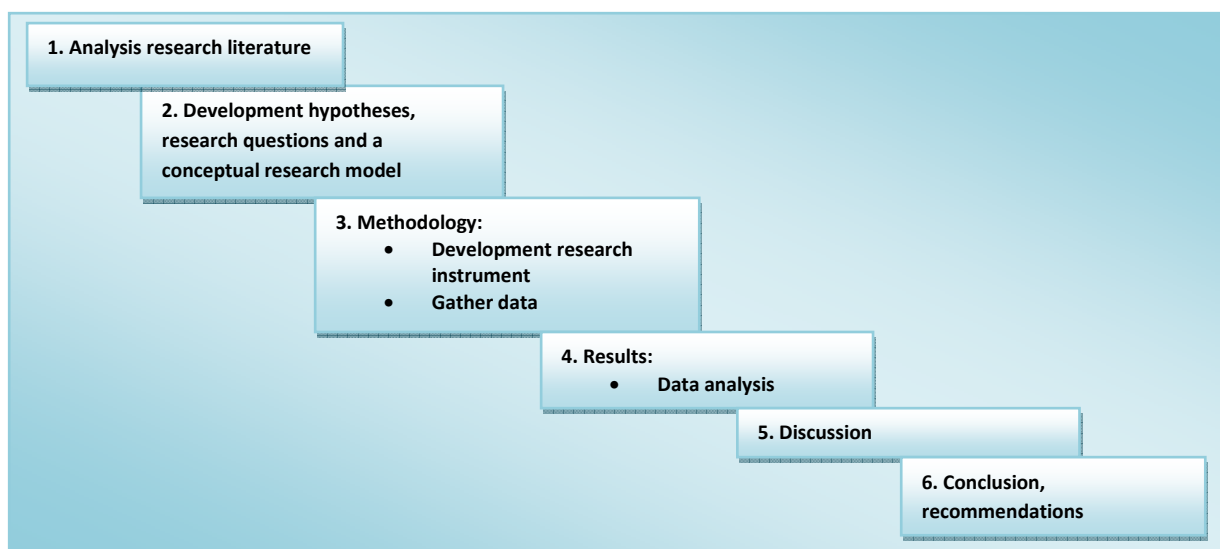 1. Analysis research literature
2. Development hypotheses,
research questions and a
conceptual research model
3. Methodology:
• Development research
instrument
• Gather data
4. Results:
• Data analysis
5. Discussion
6. Conclusion,
recommendations